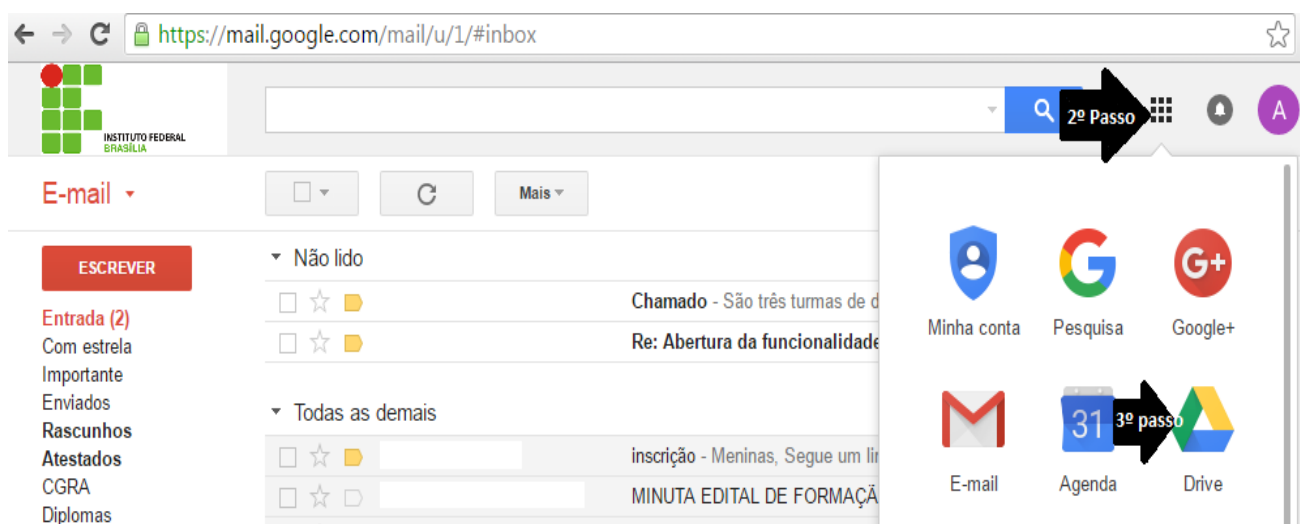 https://mail.google.com/mail/u/1/#inbox
INSTITUTO FEDERAL
BRASÍLIA
2º Passo
A
E-mail
Mais
ESCREVER
Entrada (2)
Com estrela
Importante
Enviados
Rascunhos
Atestados
CGRA
Diplomas
Não lido
Chamado - São três turmas de d
Re: Abertura da funcionalidade
Todas as demais
inscrição - Meninas, Segue um lin
MINUTA EDITAL DE FORMAÇÃ
Minha conta
G
Pesquisa
G+
Google+
E-mail
31
Agenda
3º passo
Drive